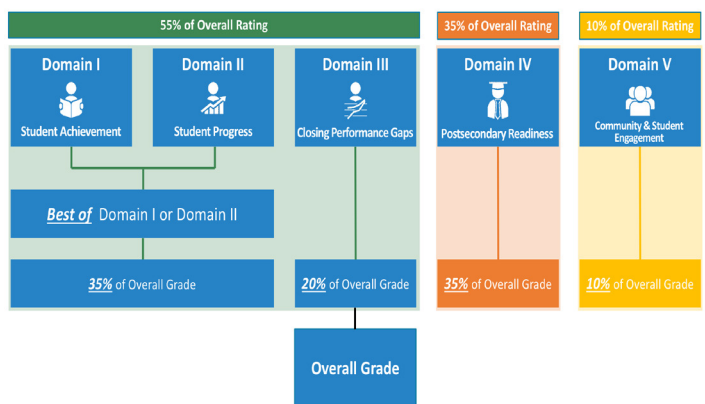 55% of Overall Rating
35% of Overall Rating
10% of Overall Rating
Domain I
Student Achievement
Domain II
Student Progress
Domain III
Closing Performance Gaps
Domain IV
Postsecondary Readiness
Domain V
Community & Student
Engagement
Best of Domain I or Domain II
35% of Overall Grade
20% of Overall Grade
35% of Overall Grade
10% of Overall Grade
Overall Grade